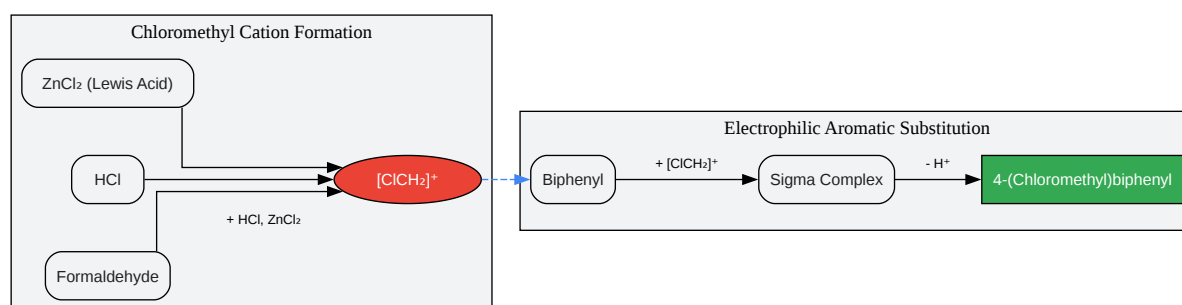 Chloromethyl Cation Formation
ZnCl₂ (Lewis Acid)
HCl
Formaldehyde
+ HCl, ZnCl₂
[ClCH₂]⁺
Electrophilic Aromatic Substitution
Biphenyl
+ [ClCH₂]⁺
Sigma Complex
- H⁺
4-(Chloromethyl)biphenyl